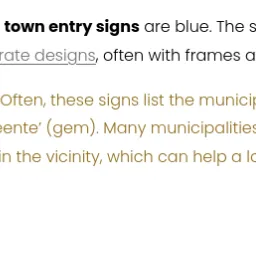 town entry signs are blue. The s
rate designs, often with frames a
Often, these signs list the municip
eente’ (gem). Many municipalities
in the vicinity, which can help a lo